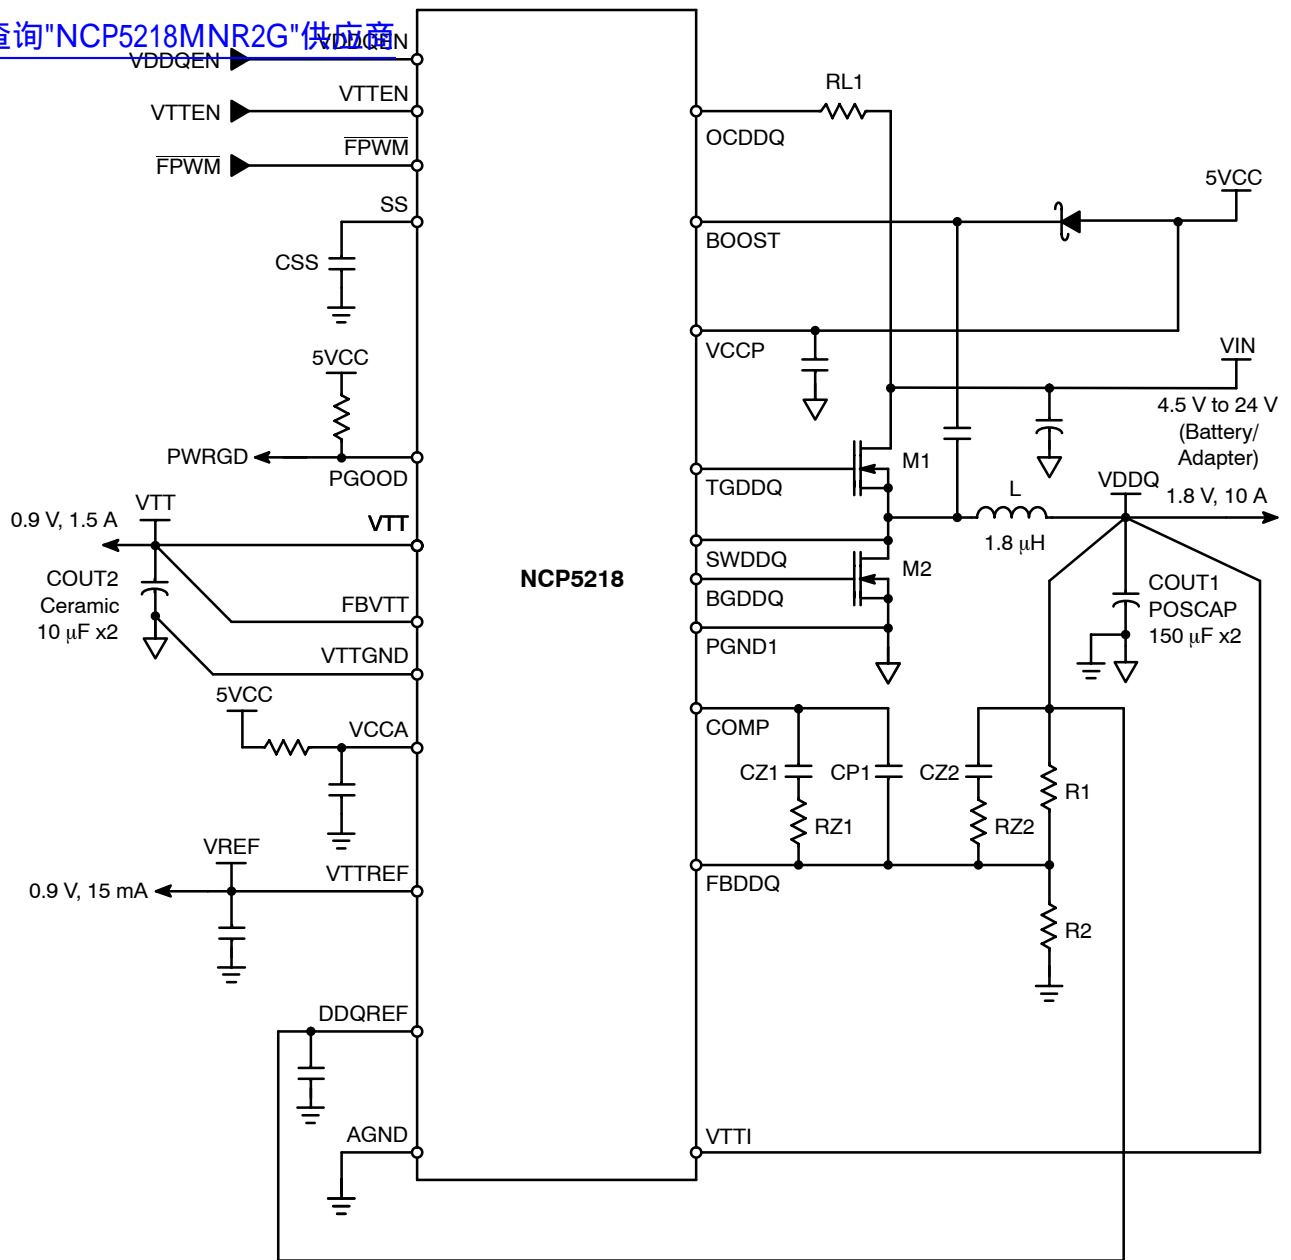 查询"NCP5218MNR2G"供应商
VDDQEN
VDDQEN
VTTEN
VTTEN
FPWM
FPWM
SS
CSS
5VCC
PWRGD
PGOOD
VTT
0.9 V, 1.5 A
VTT
COUT2
Ceramic
10 μF x2
FBVTT
VTTGND
5VCC
VCCA
VREF
VTTREF
0.9 V, 15 mA
DDQREF
AGND
NCP5218
RL1
OCDDQ
5VCC
BOOST
VCCP
VIN
4.5 V to 24 V
(Battery/
Adapter)
M1
TGDDQ
L
VDDQ
1.8 V, 10 A
1.8 μH
SWDDQ
M2
BGDDQ
COUT1
POSCAP
150 μF x2
PGND1
COMP
CZ1
CP1
CZ2
R1
RZ1
RZ2
FBDDQ
R2
VTTI